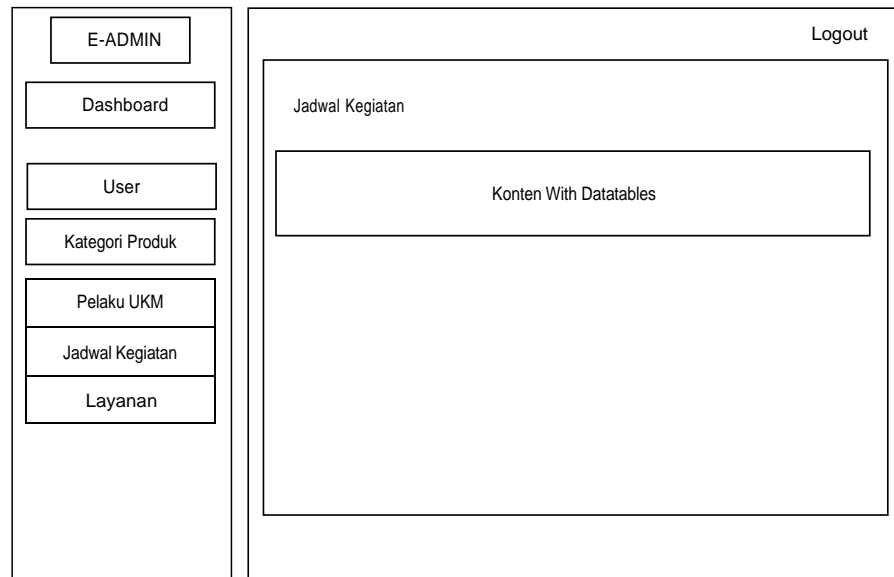 E-ADMIN
Dashboard
User
Kategori Produk
Pelaku UKM
Jadwal Kegiatan
Layanan
Logout
Jadwal Kegiatan
Konten With Datatables